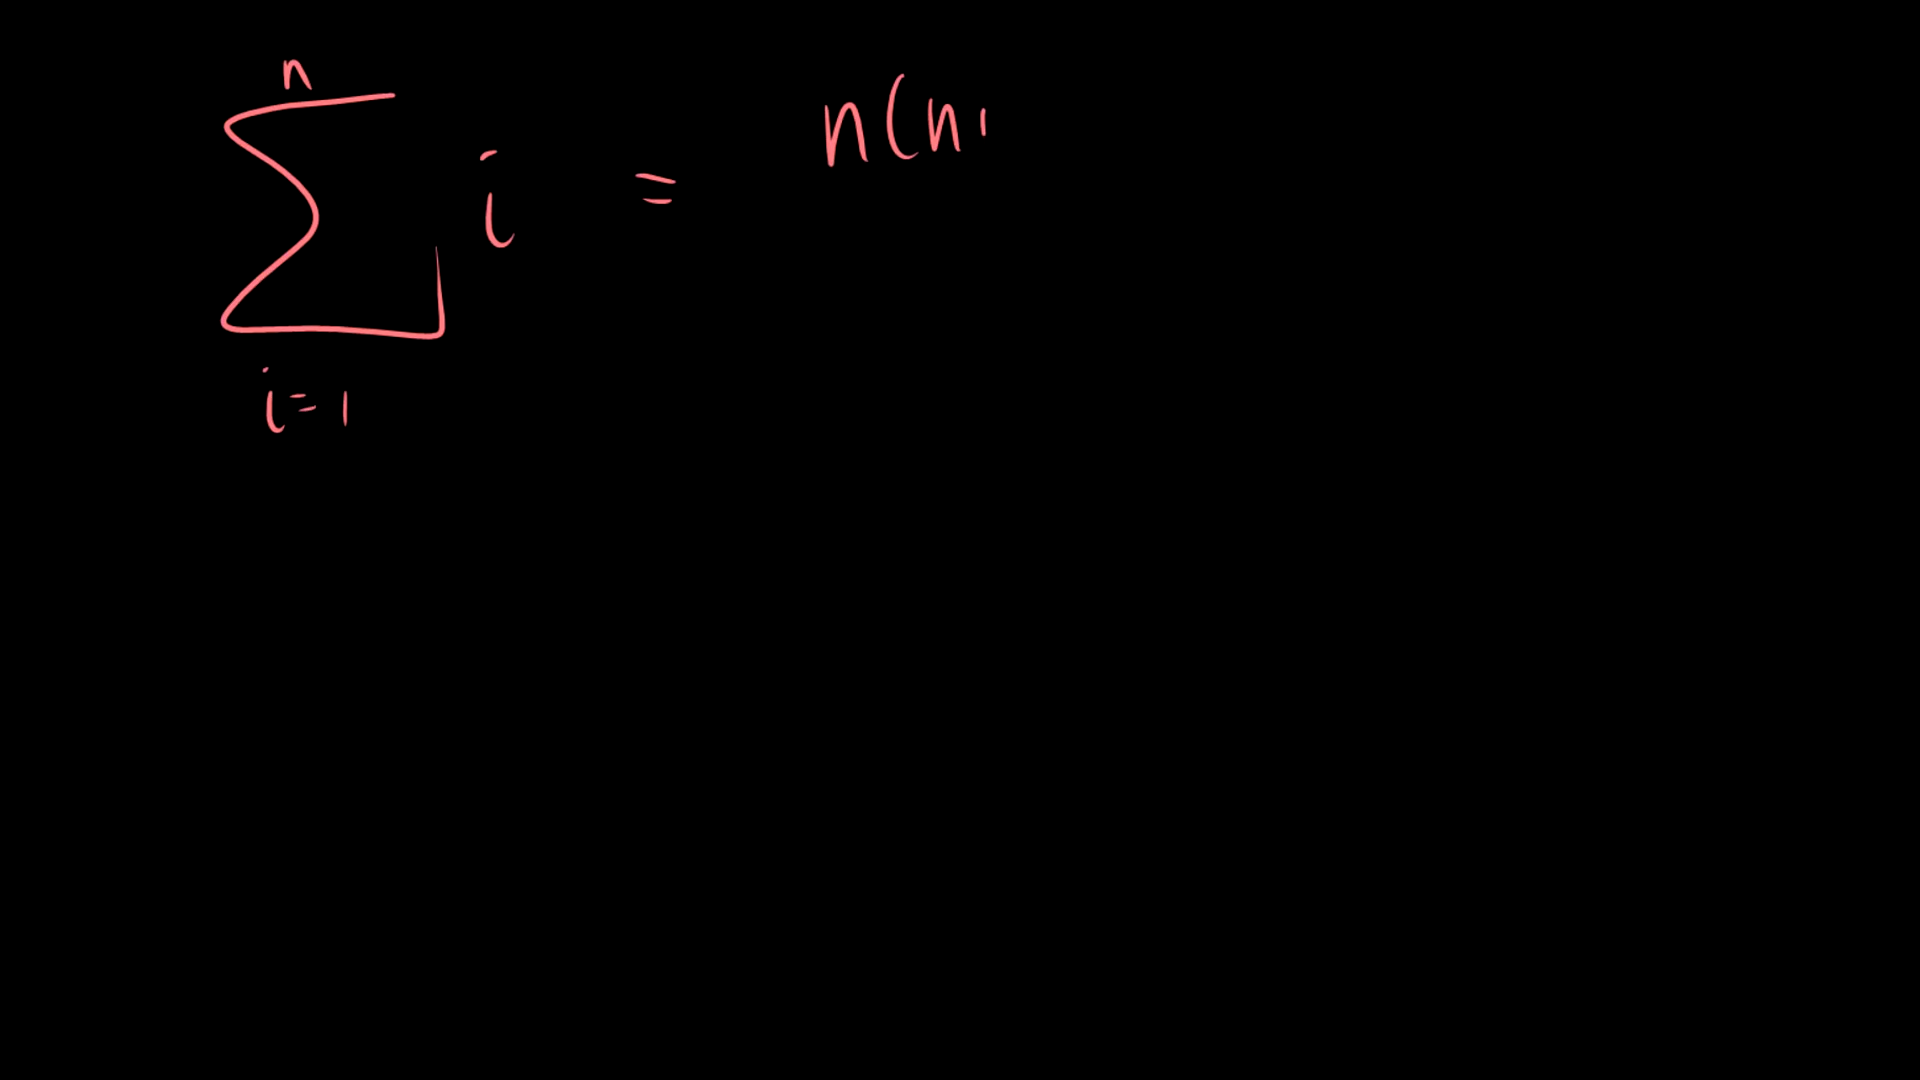 n
∑ i = n(n
i=1